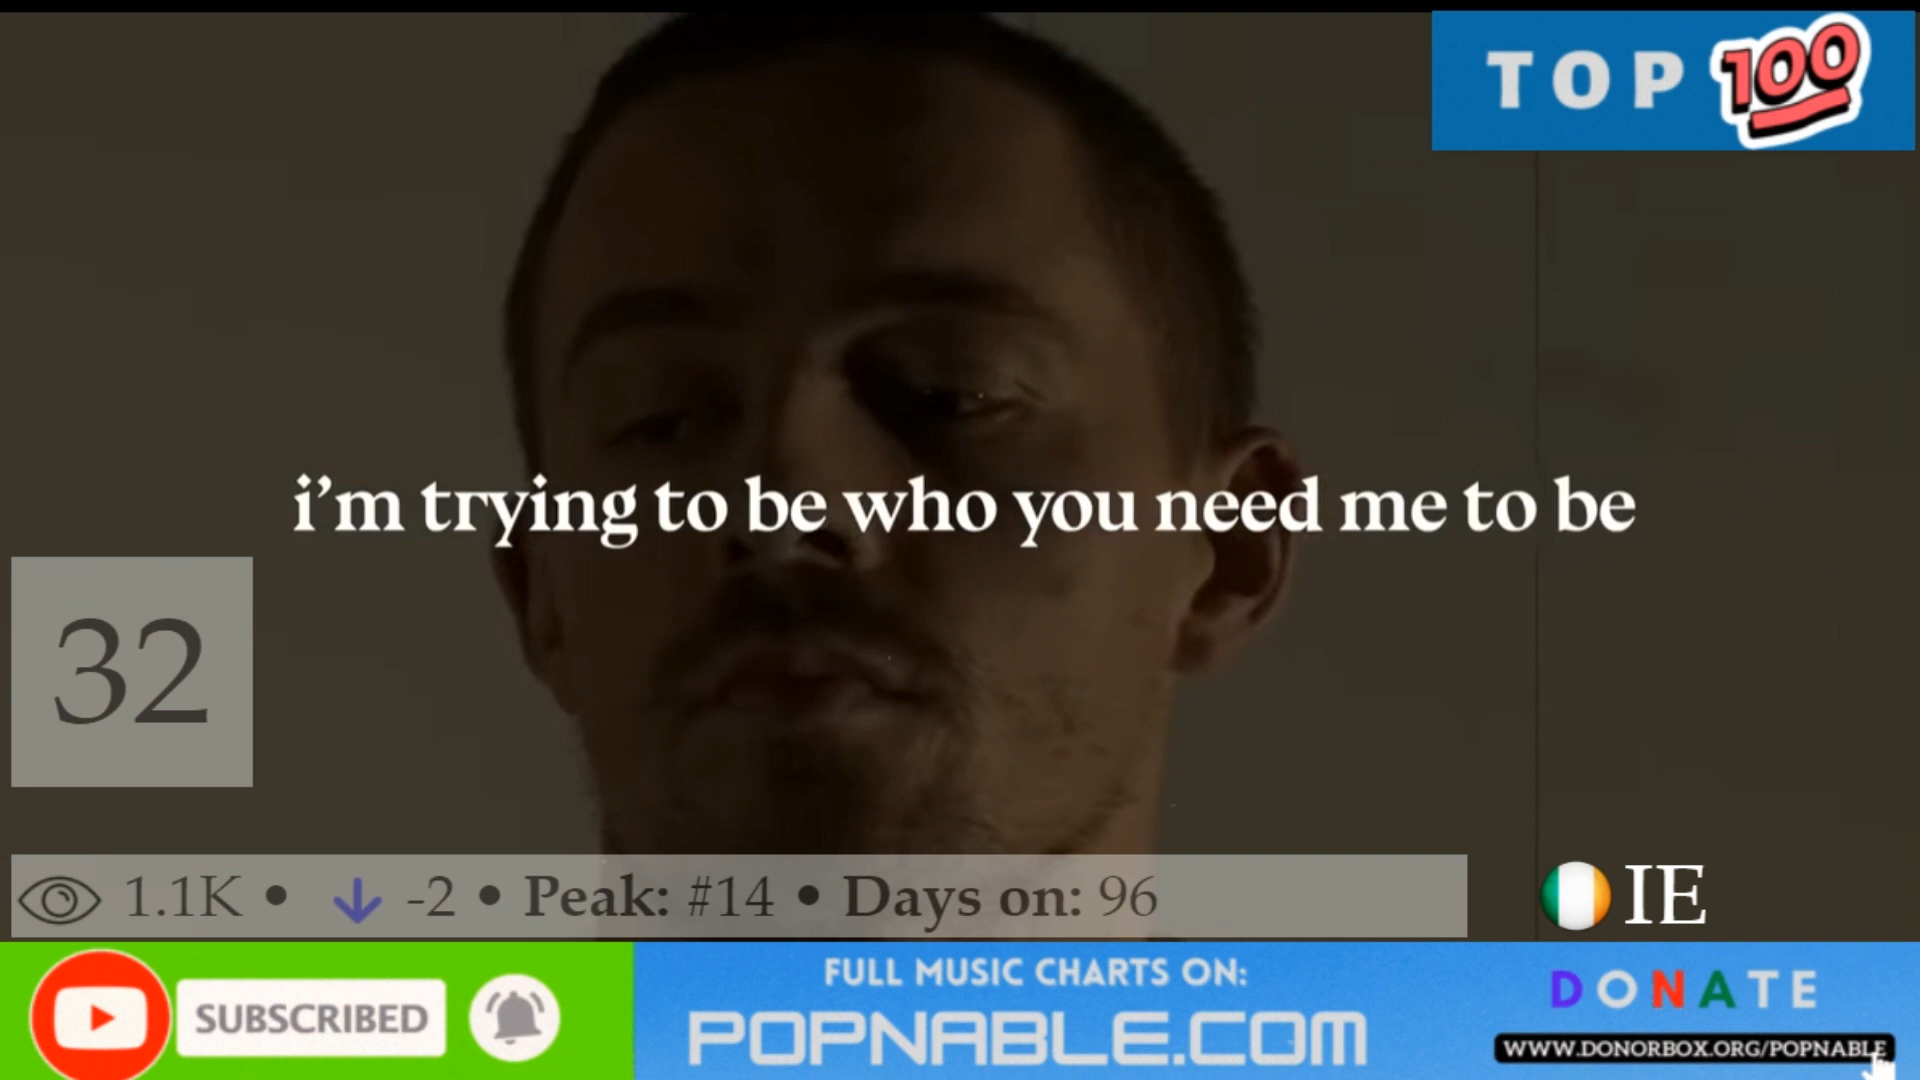 TOP 100
i'm trying to be who you need me to be
32
1.1K • -2 • Peak: #14 • Days on: 96
IE
SUBSCRIBED
FULL MUSIC CHARTS ON:
POPNABLE.COM
DONATE
WWW.DONORBOX.ORG/POPNABLE